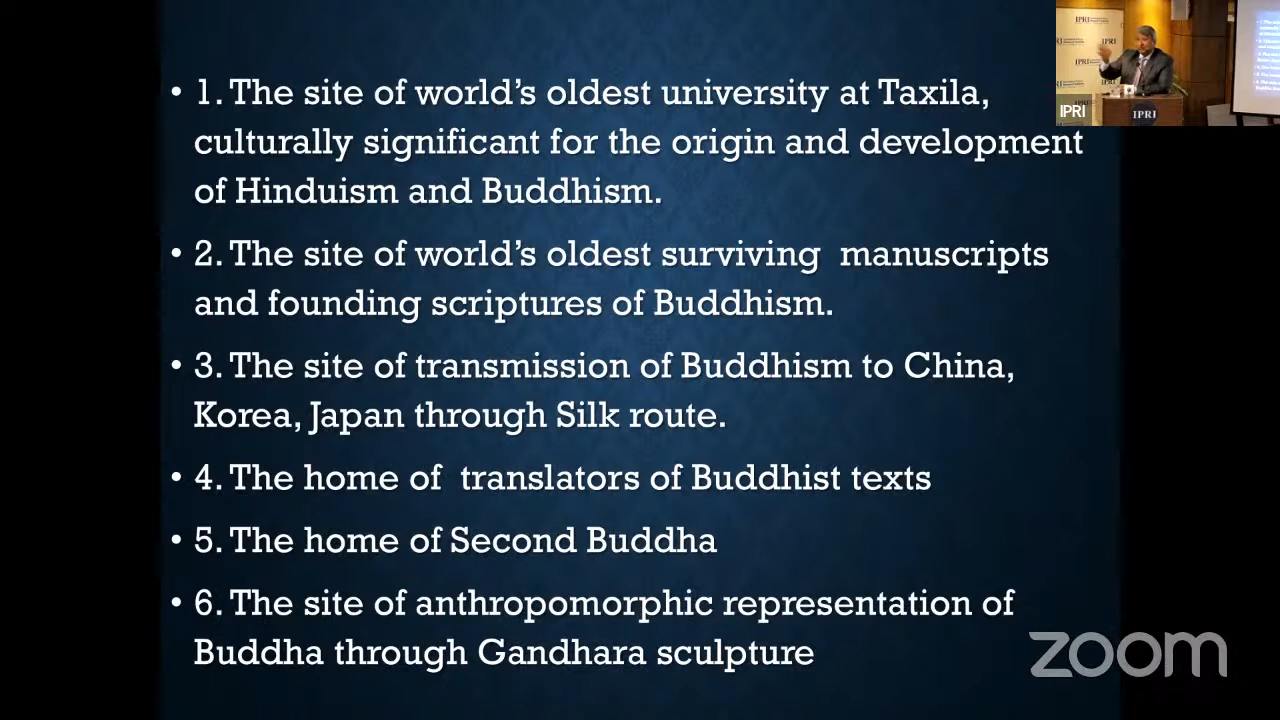 • 1. The site of world's oldest university at Taxila,
culturally significant for the origin and development
of Hinduism and Buddhism.
• 2. The site of world's oldest surviving manuscripts
and founding scriptures of Buddhism.
• 3. The site of transmission of Buddhism to China,
Korea, Japan through Silk route.
• 4. The home of translators of Buddhist texts
• 5. The home of Second Buddha
• 6. The site of anthropomorphic representation of
Buddha through Gandhara sculpture
IPRI
IPRI
IPRI
IPRI
IPRI
zoom